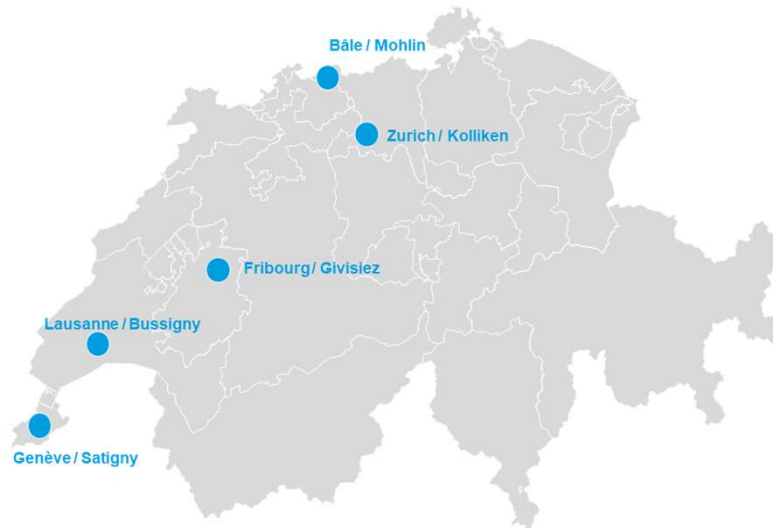 Bâle / Mohlin
Zurich / Kolliken
Fribourg / Givisiez
Lausanne / Bussigny
Genève / Satigny